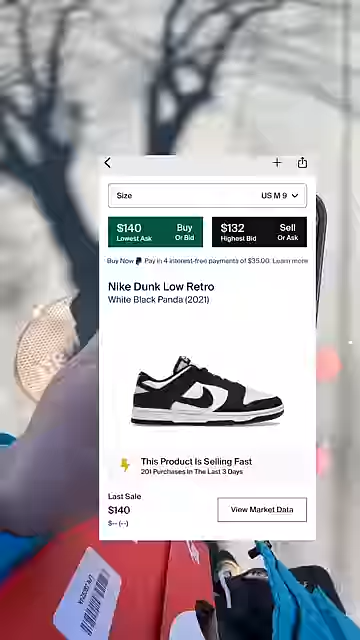 Size
US M 9
$140
Lowest Ask
Buy
Or Bid
$132
Highest Bid
Sell
Or Ask
Buy Now Pay in 4 interest-free payments of $35.00. Learn more
Nike Dunk Low Retro
White Black Panda (2021)
This Product Is Selling Fast
201 Purchases In The Last 3 Days
Last Sale
$140
$-- (--)
View Market Data